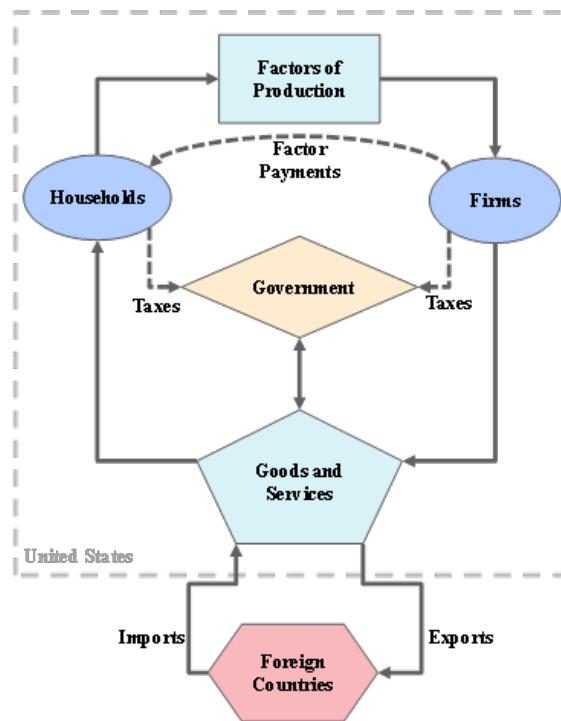 Factors of
Production
Factor
Payments
Households
Firms
Government
Taxes
Taxes
Goods and
Services
United States
Imports
Exports
Foreign
Countries